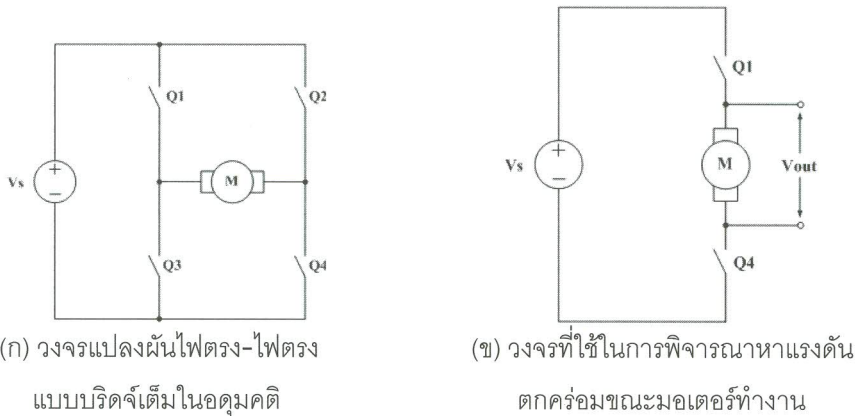 Q1
Q2
Vs
M
Q3
Q4
(ก) วงจรแปลงผันไฟตรง-ไฟตรง
แบบบริดจ์เต็มในอดุมคติ
Q1
Vs
M
Vout
Q4
(ข) วงจรที่ใช้ในการพิจารณาหาแรงดัน
ตกคร่อมขณะมอเตอร์ทำงาน